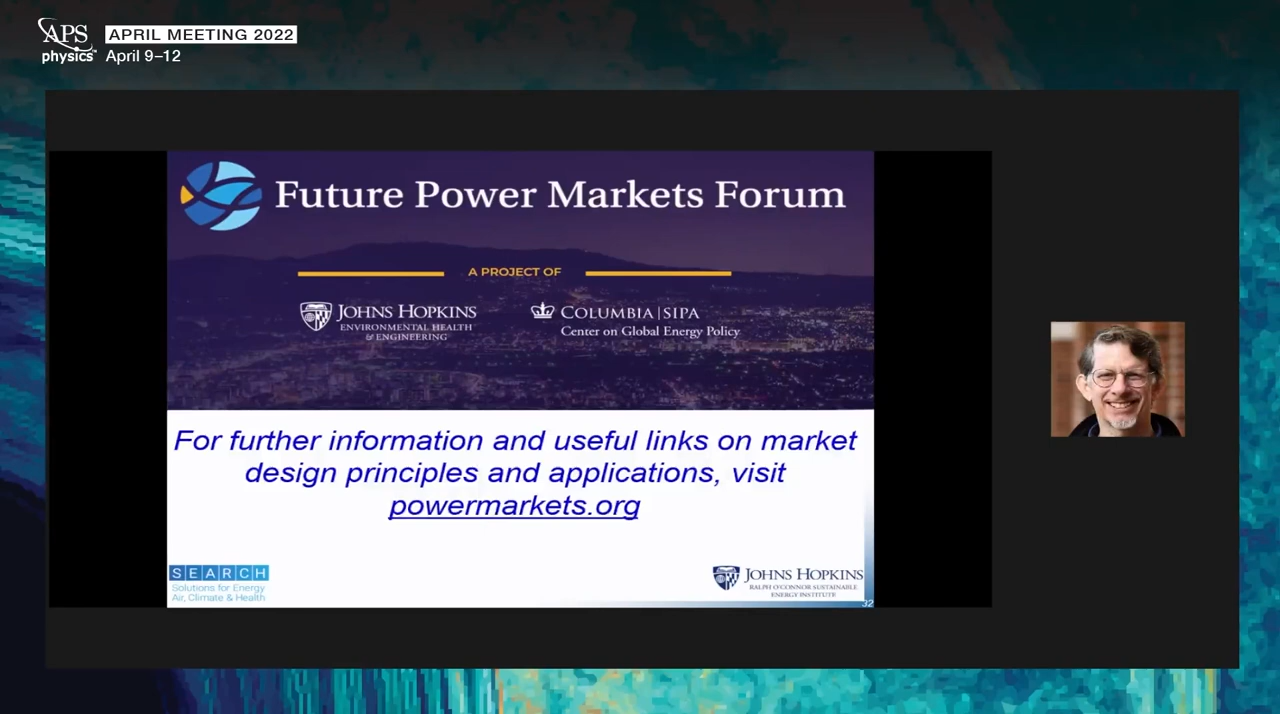 APS
physics
APRIL MEETING 2022
April 9–12
Future Power Markets Forum
A PROJECT OF
JOHNS HOPKINS
ENVIRONMENTAL HEALTH
& ENGINEERING
COLUMBIA | SIPA
Center on Global Energy Policy
For further information and useful links on market
design principles and applications, visit
powermarkets.org
SEARCH
Solutions for Energy
Air, Climate & Health
JOHNS HOPKINS
RALPH O'CONNOR SUSTAINABLE
ENERGY INSTITUTE
32